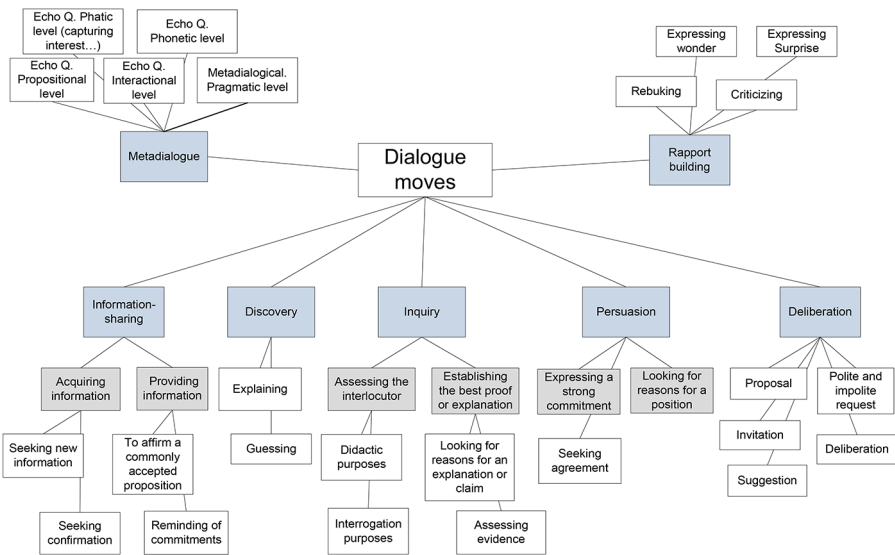 Echo Q. Phatic
level (capturing
interest…)
Echo Q.
Phonetic level
Echo Q.
Propositional
level
Echo Q.
Interactional
level
Metadialogical.
Pragmatic level
Expressing
wonder
Expressing
Surprise
Rebuking
Criticizing
Metadialogue
Dialogue
moves
Rapport
building
Information-
sharing
Discovery
Inquiry
Persuasion
Deliberation
Acquiring
information
Providing
information
Explaining
Assessing the
interlocutor
Establishing
the best proof
or explanation
Expressing a
strong
commitment
Looking for
reasons for a
position
Proposal
Polite and
impolite
request
Seeking new
information
To affirm a
commonly
accepted
proposition
Guessing
Didactic
purposes
Looking for
reasons for an
explanation or
claim
Seeking
agreement
Invitation
Deliberation
Suggestion
Seeking
confirmation
Reminding of
commitments
Interrogation
purposes
Assessing
evidence